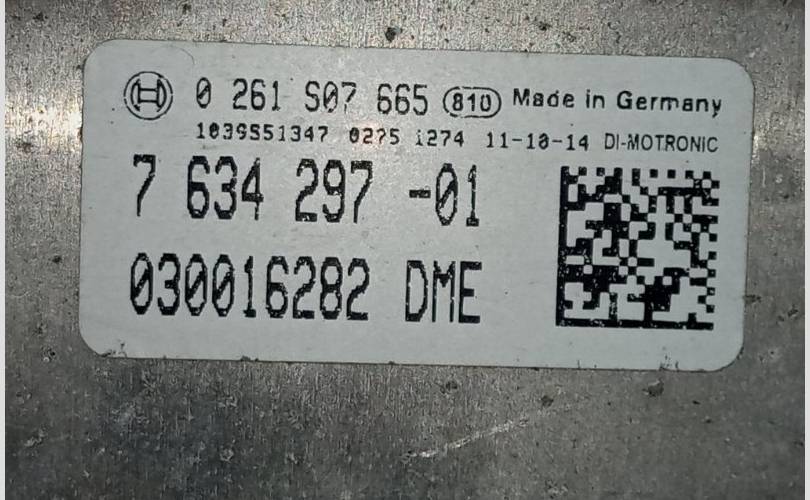 0 261 S07 665 810 Made in Germany
1039S51347 0275 1274 11-10-14 DI-MOTRONIC
7 634 297 -01
030016282 DME